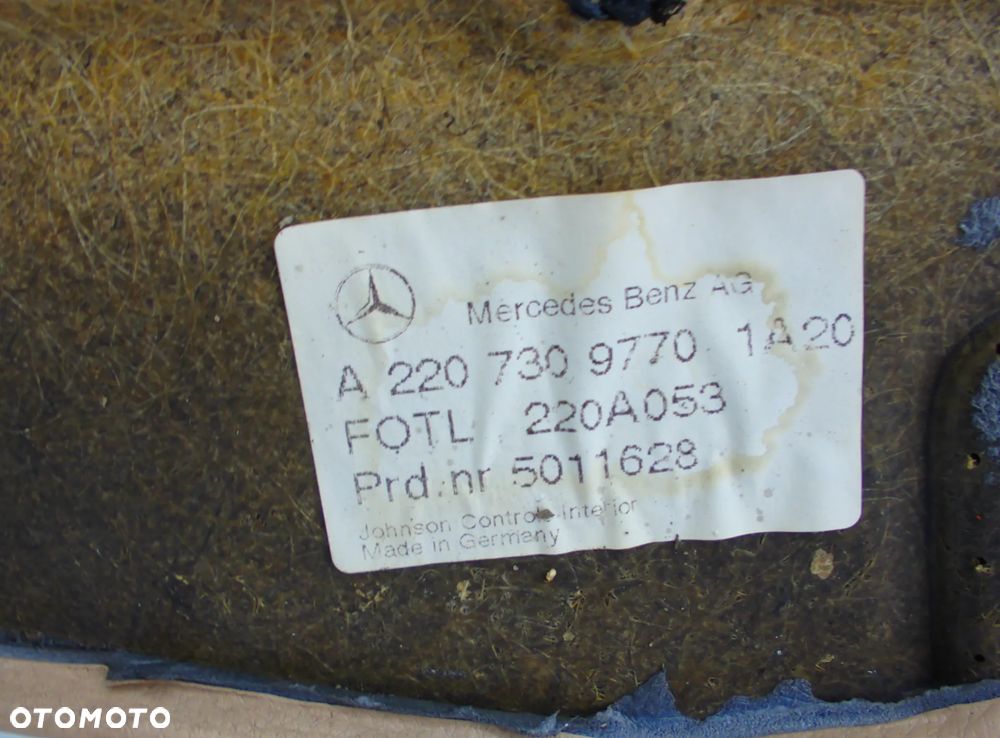 Mercedes Benz AG
A 220 730 9770 1A20
FOTL 220A053
Prd.nr 5011628
Johnson Controls Interior
Made in Germany
OTOMOTO